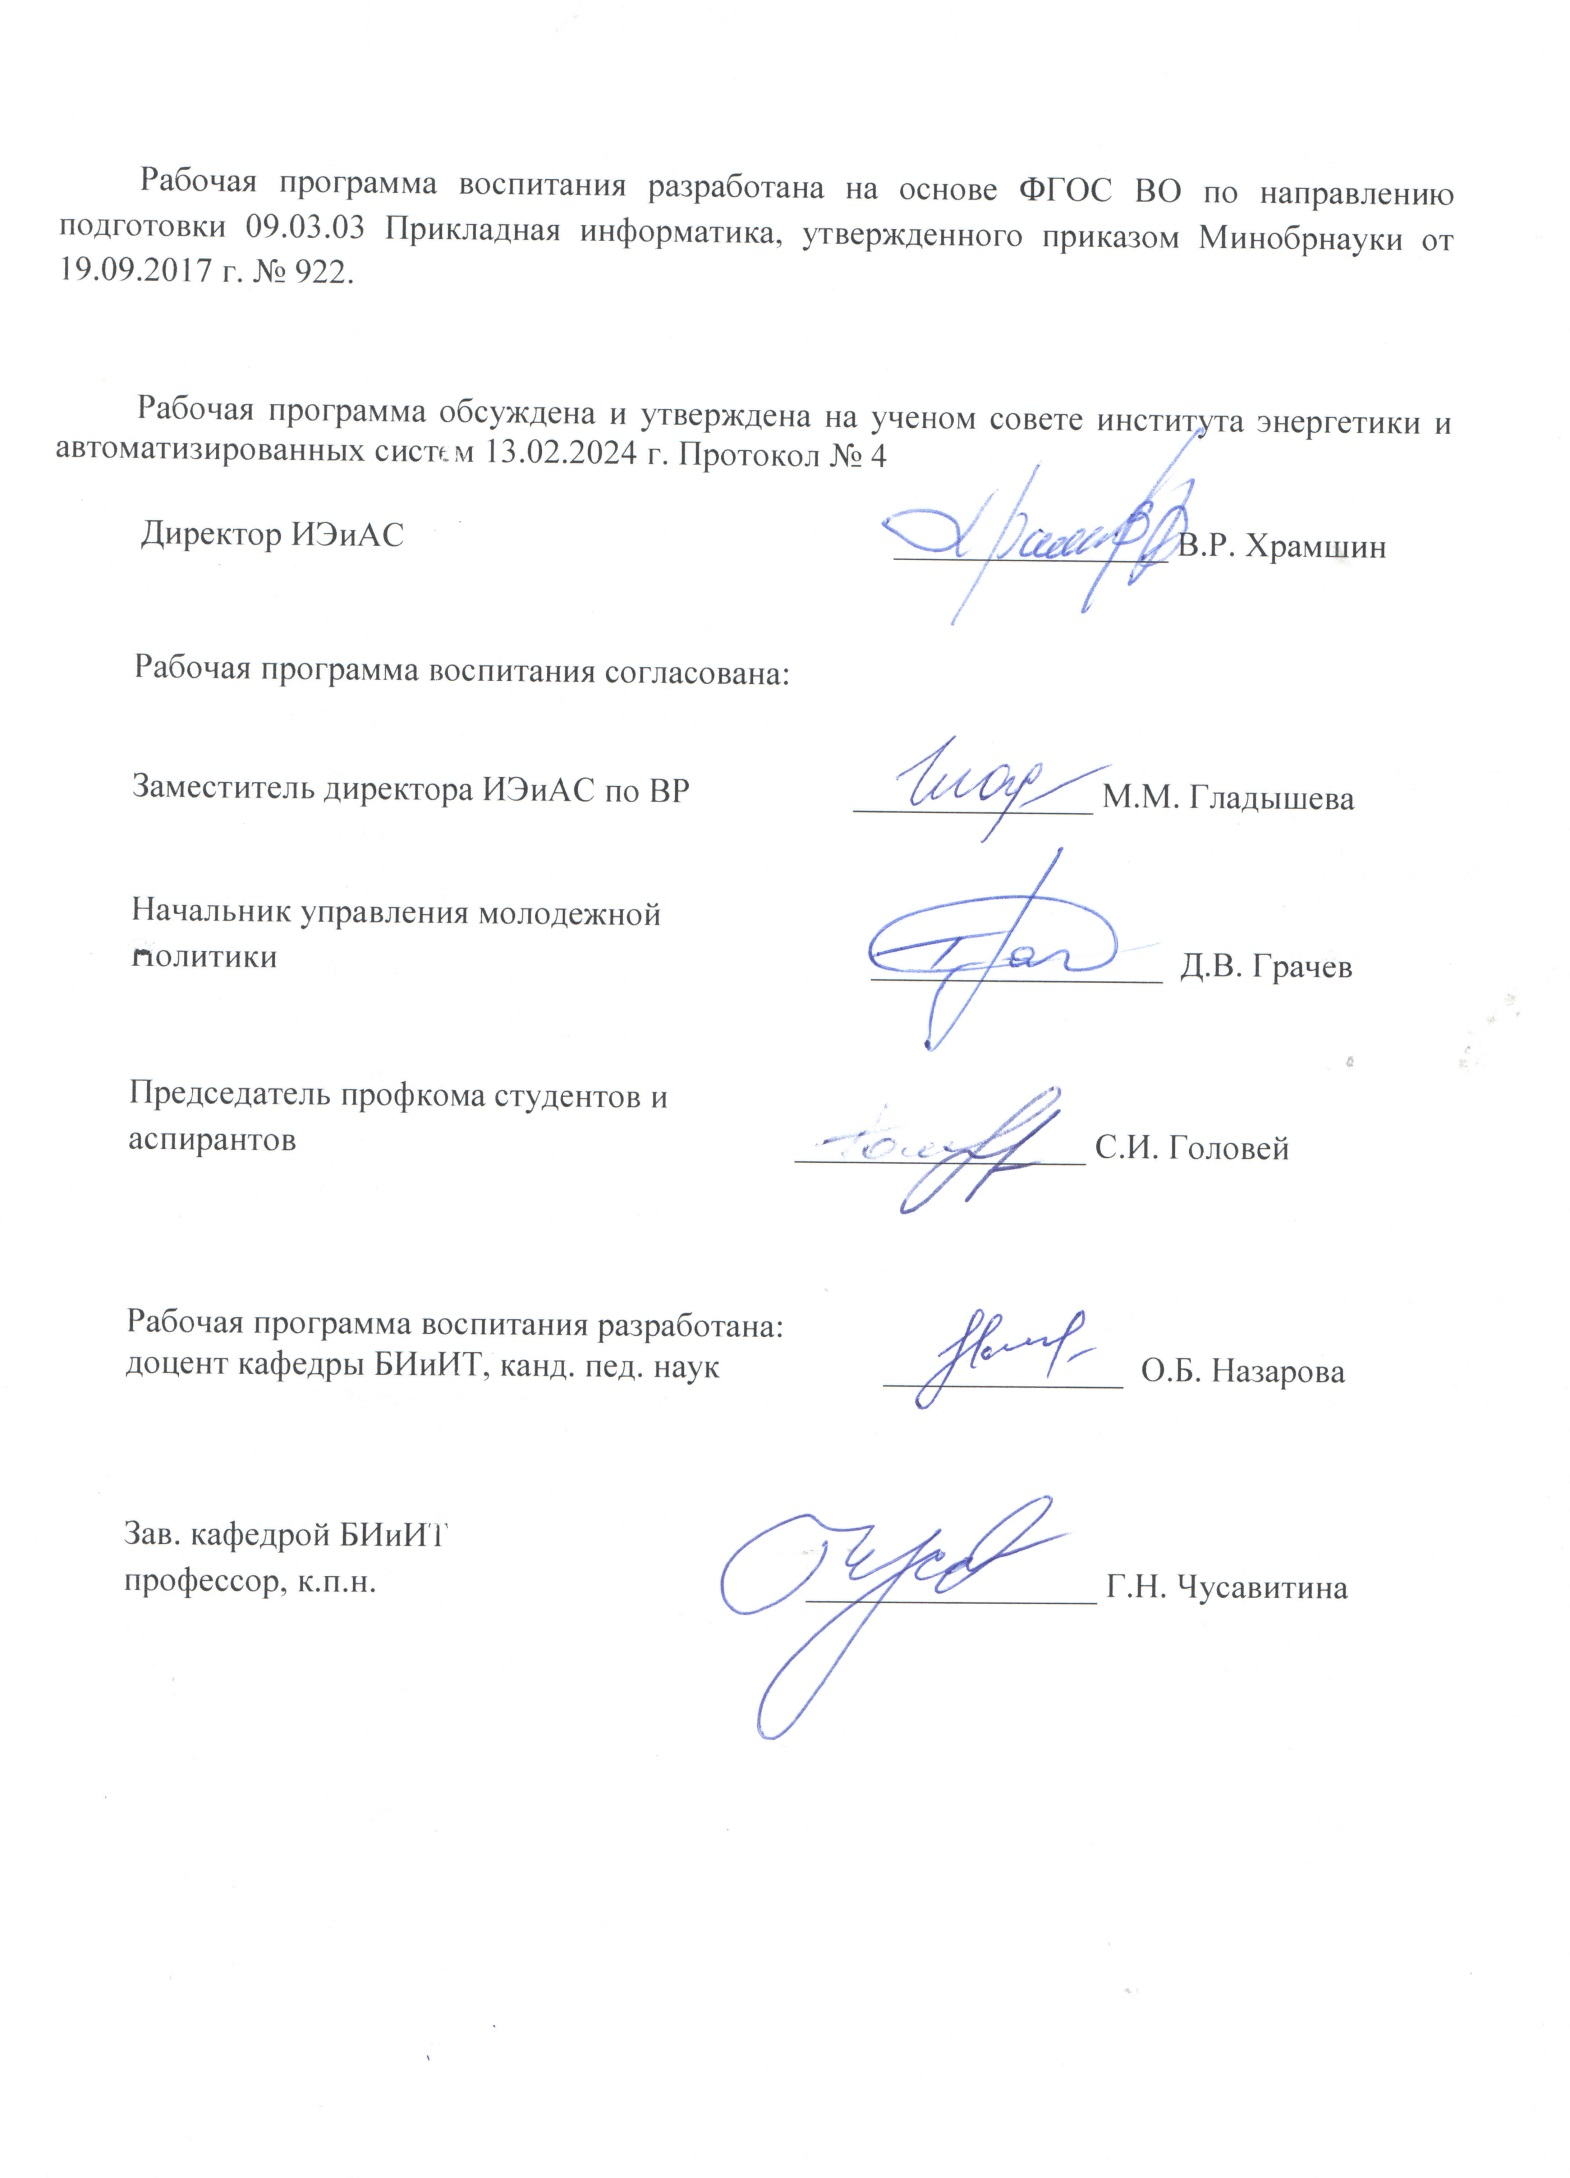 Рабочая программа воспитания разработана на основе ФГОС ВО по направлению
подготовки 09.03.03 Прикладная информатика, утвержденного приказом Минобрнауки от
19.09.2017 г. № 922.
Рабочая программа обсуждена и утверждена на ученом совете института энергетики и
автоматизированных систем 13.02.2024 г. Протокол № 4
Директор ИЭиАС В.Р. Храмшин
Рабочая программа воспитания согласована:
Заместитель директора ИЭиАС по ВР М.М. Гладышева
Начальник управления молодежной
политики Д.В. Грачев
Председатель профкома студентов и
аспирантов С.И. Головей
Рабочая программа воспитания разработана:
доцент кафедры БИиИТ, канд. пед. наук О.Б. Назарова
Зав. кафедрой БИиИТ
профессор, к.п.н. Г.Н. Чусавитина